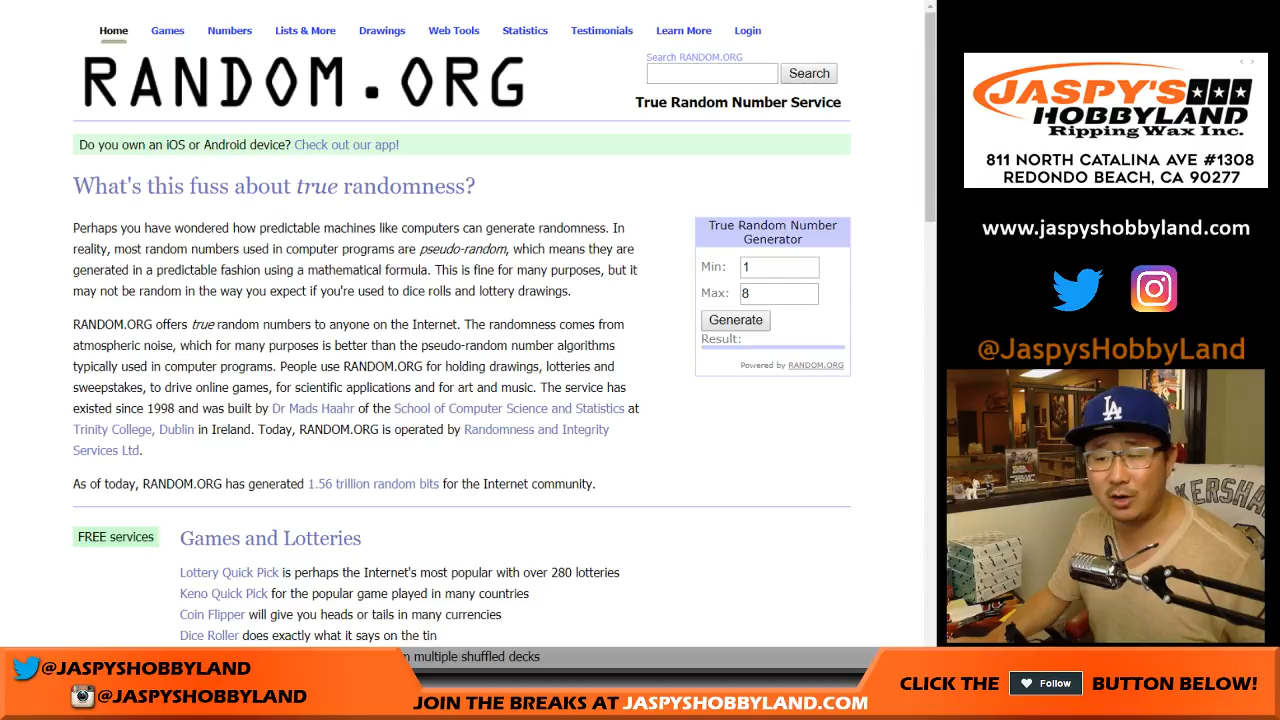 Home Games Numbers Lists & More Drawings Web Tools Statistics Testimonials Learn More Login
RANDOM.ORG
Search RANDOM.ORG
Search
True Random Number Service
Do you own an iOS or Android device? Check out our app!
What's this fuss about true randomness?
Perhaps you have wondered how predictable machines like computers can generate randomness. In
reality, most random numbers used in computer programs are pseudo-random, which means they are
generated in a predictable fashion using a mathematical formula. This is fine for many purposes, but it
may not be random in the way you expect if you're used to dice rolls and lottery drawings.
RANDOM.ORG offers true random numbers to anyone on the Internet. The randomness comes from
atmospheric noise, which for many purposes is better than the pseudo-random number algorithms
typically used in computer programs. People use RANDOM.ORG for holding drawings, lotteries and
sweepstakes, to drive online games, for scientific applications and for art and music. The service has
existed since 1998 and was built by Dr Mads Haahr of the School of Computer Science and Statistics at
Trinity College, Dublin in Ireland. Today, RANDOM.ORG is operated by Randomness and Integrity
Services Ltd.
As of today, RANDOM.ORG has generated 1.56 trillion random bits for the Internet community.
True Random Number
Generator
Min: 1
Max: 8
Generate
Result:
Powered by RANDOM.ORG
FREE services
Games and Lotteries
Lottery Quick Pick is perhaps the Internet's most popular with over 280 lotteries
Keno Quick Pick for the popular game played in many countries
Coin Flipper will give you heads or tails in many currencies
Dice Roller does exactly what it says on the tin
multiple shuffled decks
JASPY'S
HOBBYLAND
Ripping Wax Inc.
811 NORTH CATALINA AVE #1308
REDONDO BEACH, CA 90277
www.jaspyshobbyland.com
@JaspysHobbyLand
LA
KERSHA
@JASPYSHOBBYLAND
@JASPYSHOBBYLAND
JOIN THE BREAKS AT JASPYSHOBBYLAND.COM
CLICK THE Follow BUTTON BELOW!